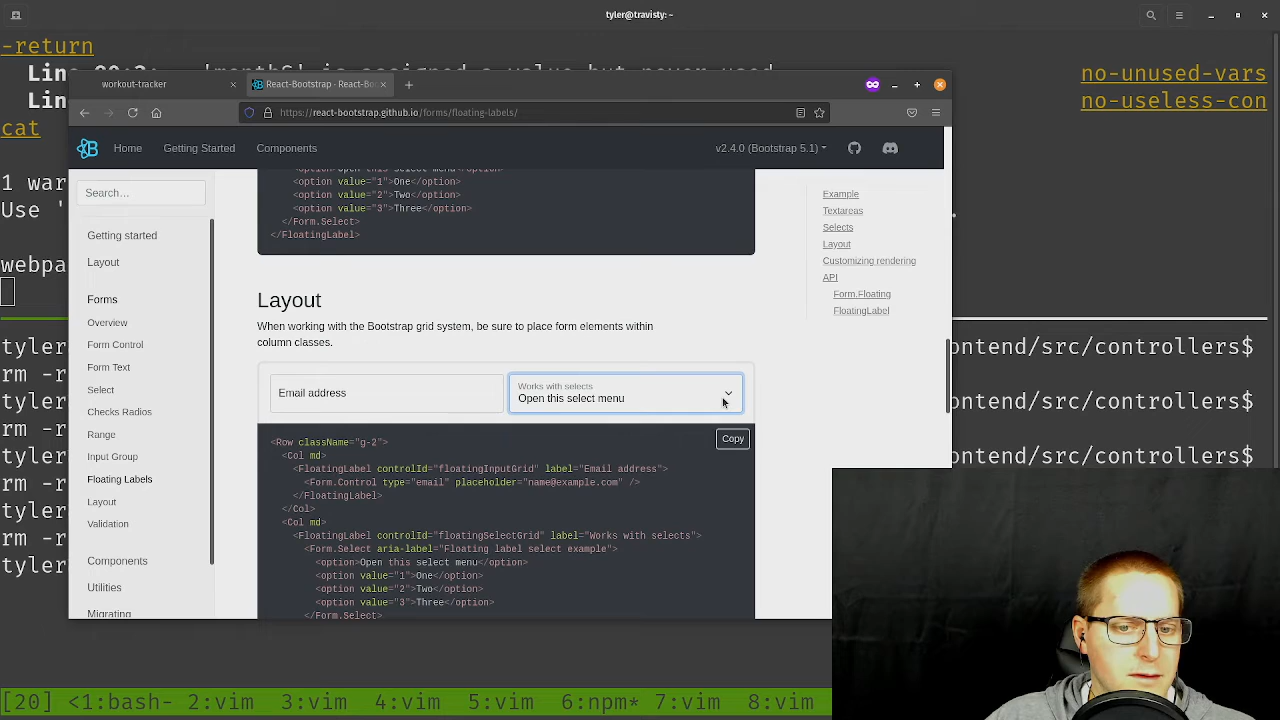 tyler@travisty: ~
-return
no-unused-vars
no-useless-con
cat
1 war
Use '
webpa
workout-tracker
React-Bootstrap · React-Bo
https://react-bootstrap.github.io/forms/floating-labels/
Home
Getting Started
Components
v2.4.0 (Bootstrap 5.1)
Search…
Getting started
Layout
Forms
Overview
Form Control
Form Text
Select
Checks Radios
Range
Input Group
Floating Labels
Layout
Validation
Components
Utilities
Migrating
<option value="1">One</option>
<option value="2">Two</option>
<option value="3">Three</option>
</Form.Select>
</FloatingLabel>
Layout
When working with the Bootstrap grid system, be sure to place form elements within
column classes.
Email address
Works with selects
Open this select menu
Copy
<Row className="g-2">
<Col md>
<FloatingLabel controlId="floatingInputGrid" label="Email address">
<Form.Control type="email" placeholder="name@example.com" />
</FloatingLabel>
</Col>
<Col md>
<FloatingLabel controlId="floatingSelectGrid" label="Works with selects">
<Form.Select aria-label="Floating label select example">
<option>Open this select menu</option>
<option value="1">One</option>
<option value="2">Two</option>
<option value="3">Three</option>
</Form.Select>
Example
Textareas
Selects
Layout
Customizing rendering
API
Form.Floating
FloatingLabel
tyler
ontend/src/controllers$
rm -r
tyler
ontend/src/controllers$
rm -r
tyler
ontend/src/controllers$
rm -r
tyler
rm -r
tyler
[20] <1:bash- 2:vim 3:vim 4:vim 5:vim 6:npm* 7:vim 8:vim